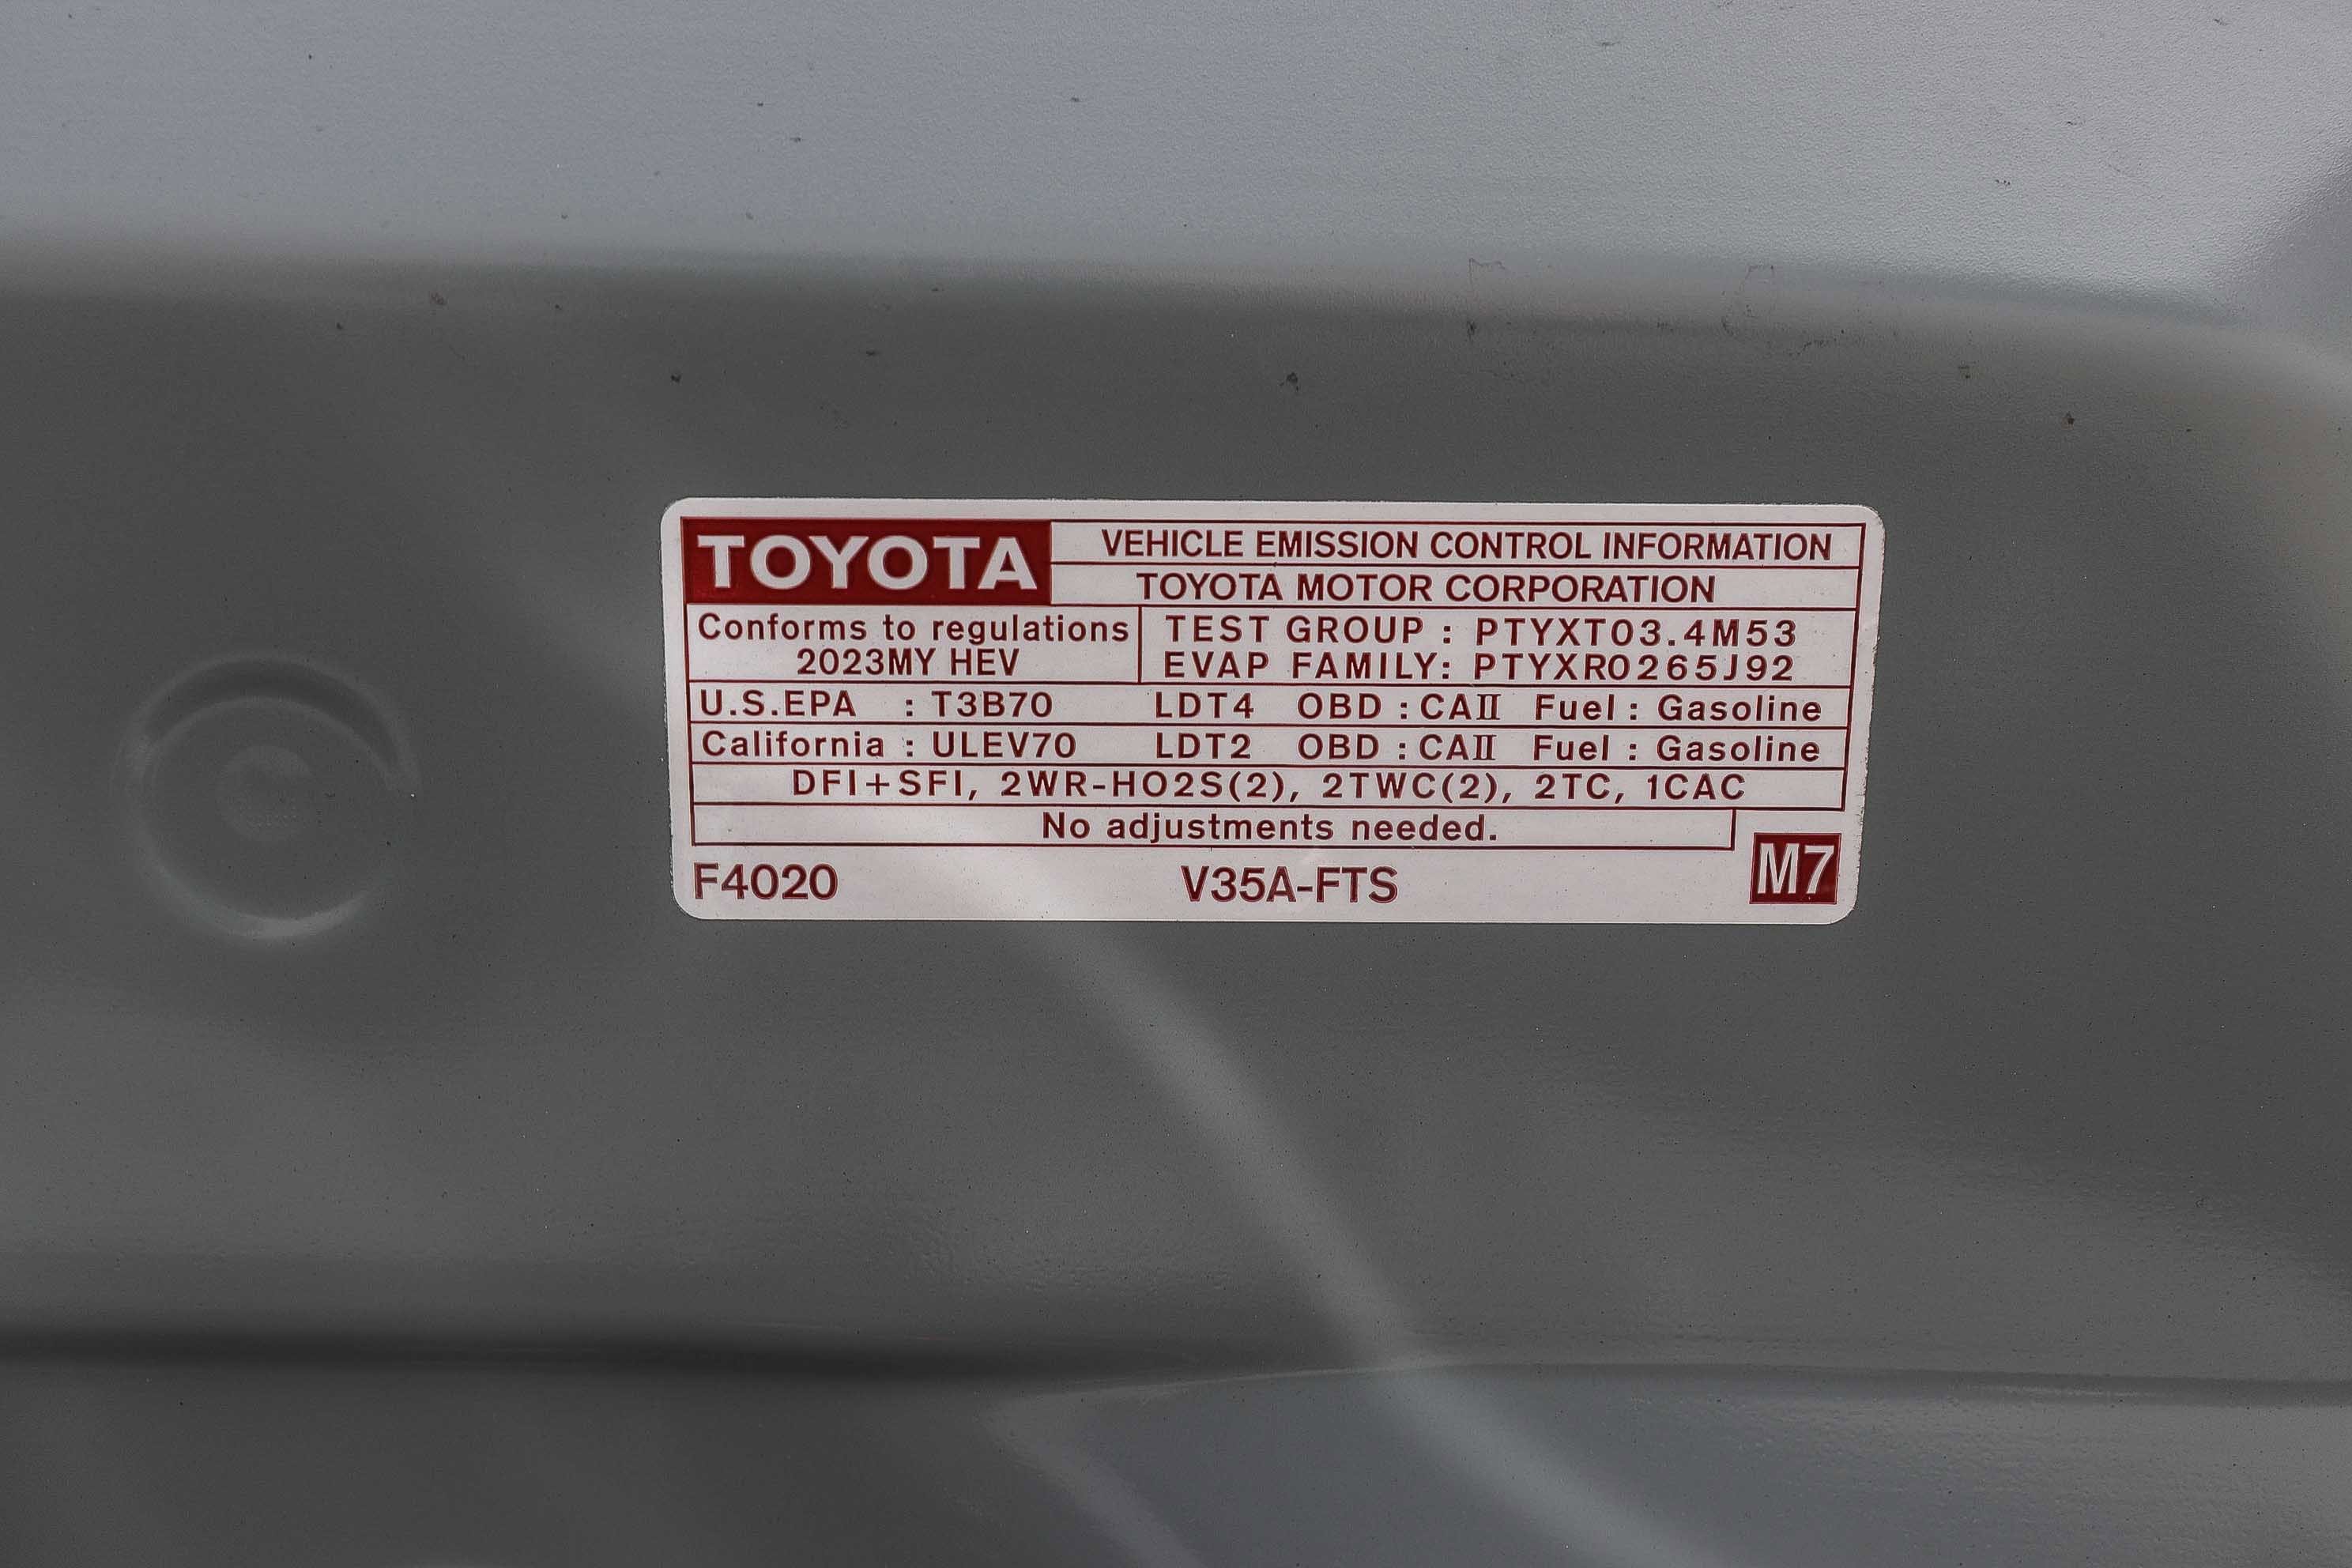 TOYOTA
VEHICLE EMISSION CONTROL INFORMATION
TOYOTA MOTOR CORPORATION
Conforms to regulations
2023MY HEV
TEST GROUP : PTYXT03.4M53
EVAP FAMILY: PTYXR0265J92
U.S.EPA : T3B70 LDT4 OBD : CAII Fuel : Gasoline
California : ULEV70 LDT2 OBD : CAII Fuel : Gasoline
DFI+SFI, 2WR-HO2S(2), 2TWC(2), 2TC, 1CAC
No adjustments needed.
F4020 V35A-FTS M7